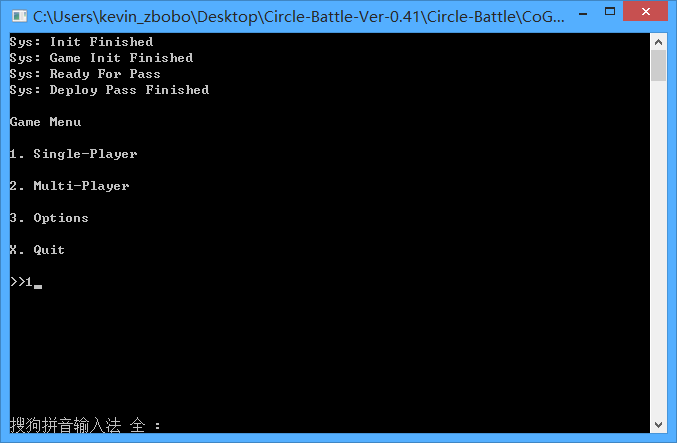 C:\Users\kevin_zbobo\Desktop\Circle-Battle-Ver-0.41\Circle-Battle\CoG...
Sys: Init Finished
Sys: Game Init Finished
Sys: Ready For Pass
Sys: Deploy Pass Finished
Game Menu
1. Single-Player
2. Multi-Player
3. Options
X. Quit
>>1
搜狗拼音输入法 全 :